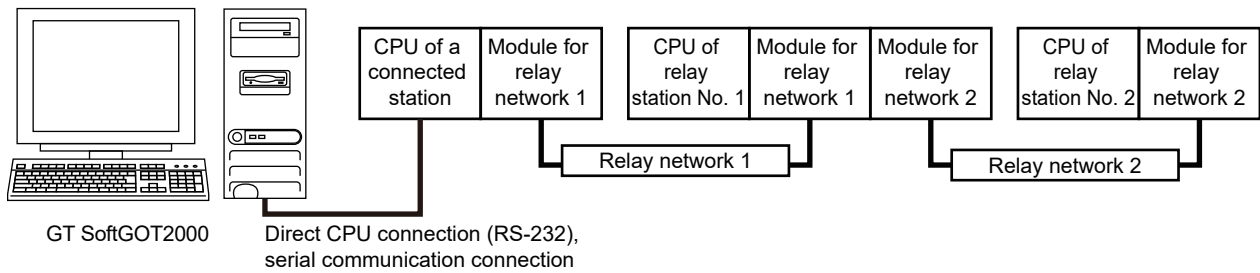 CPU of a
connected
station
Module for
relay
network 1
CPU of
relay
station No. 1
Module for
relay
network 1
Module for
relay
network 2
CPU of
relay
station No. 2
Module for
relay
network 2
Relay network 1
Relay network 2
GT SoftGOT2000
Direct CPU connection (RS-232),
serial communication connection